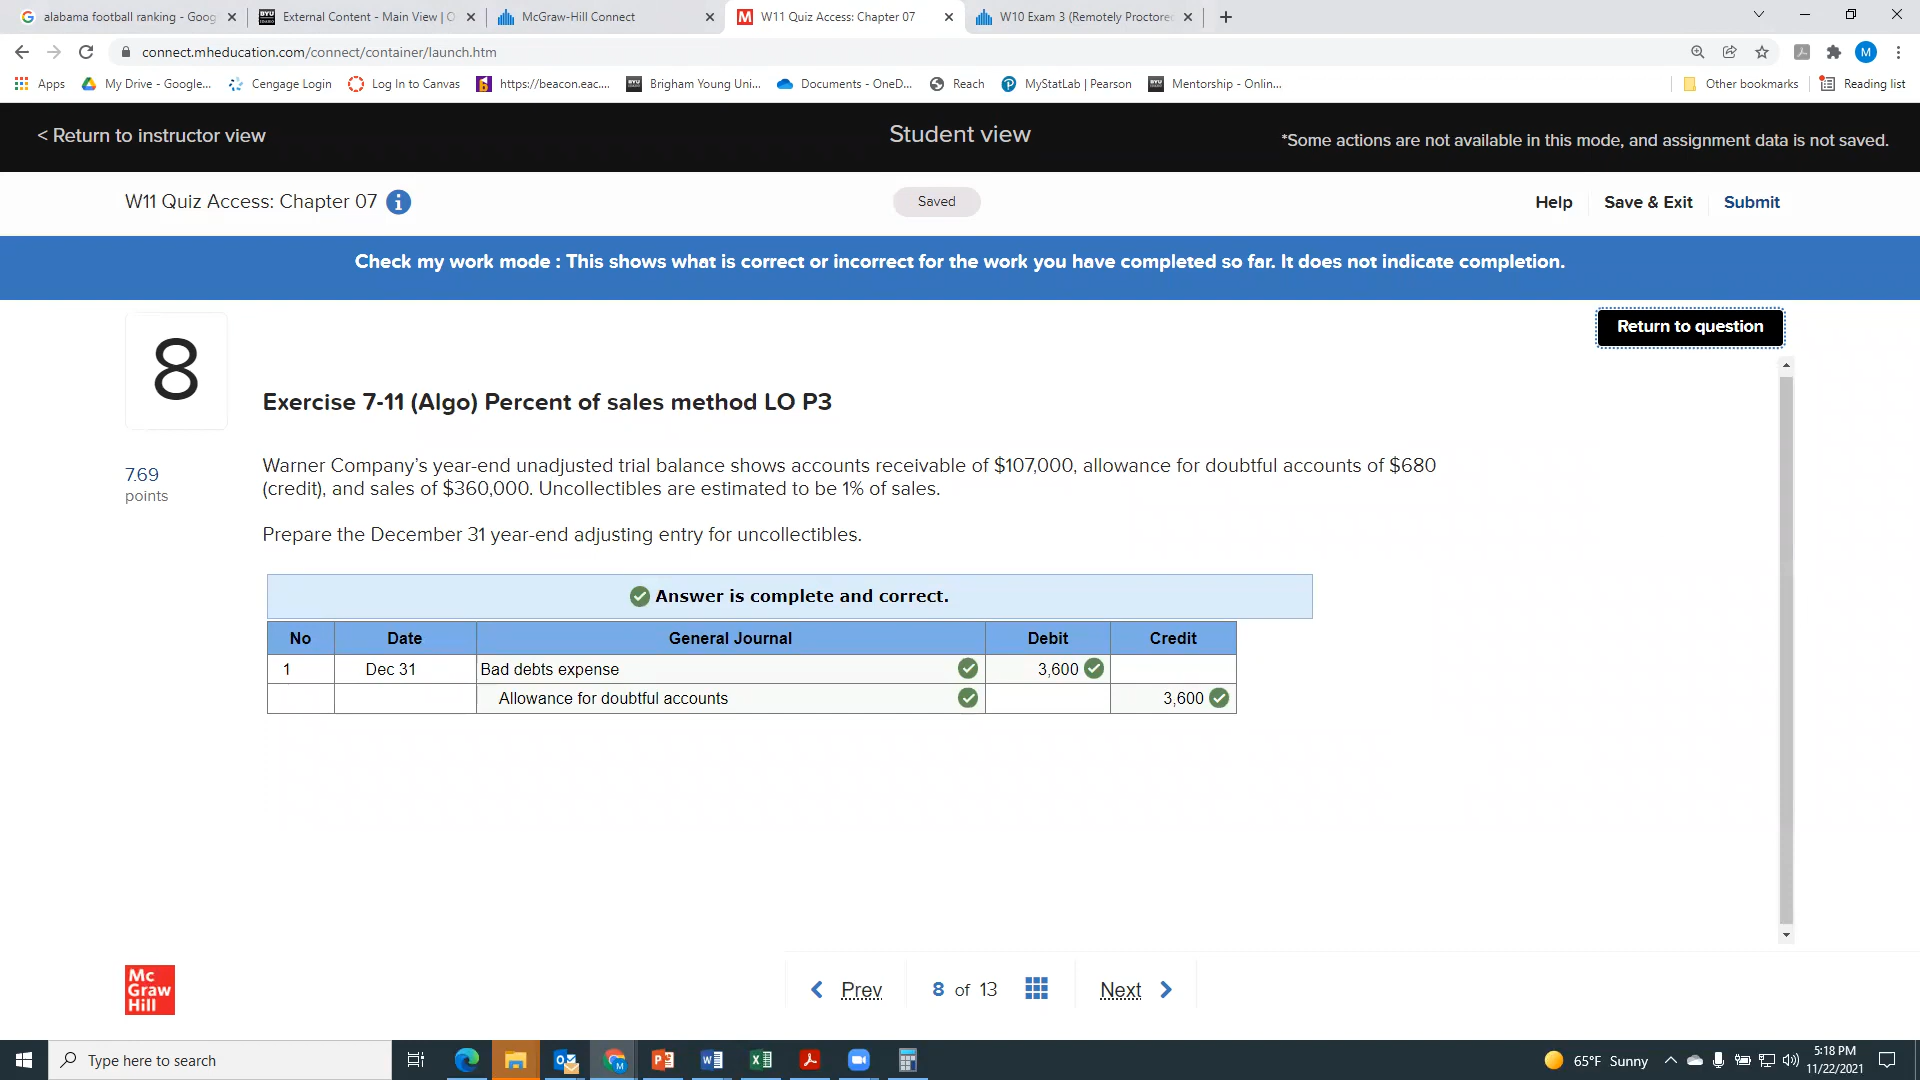 alabama football ranking - Goog
External Content - Main View | O
McGraw-Hill Connect
W11 Quiz Access: Chapter 07
W10 Exam 3 (Remotely Proctore
connect.mheducation.com/connect/container/launch.htm
M
Apps
My Drive - Google...
Cengage Login
Log In to Canvas
https://beacon.eac....
Brigham Young Uni...
Documents - OneD...
Reach
MyStatLab | Pearson
Mentorship - Onlin...
Other bookmarks
Reading list
< Return to instructor view
Student view
*Some actions are not available in this mode, and assignment data is not saved.
W11 Quiz Access: Chapter 07
Saved
Help
Save & Exit
Submit
Check my work mode : This shows what is correct or incorrect for the work you have completed so far. It does not indicate completion.
8
Return to question
Exercise 7-11 (Algo) Percent of sales method LO P3
7.69
points
Warner Company's year-end unadjusted trial balance shows accounts receivable of $107,000, allowance for doubtful accounts of $680
(credit), and sales of $360,000. Uncollectibles are estimated to be 1% of sales.
Prepare the December 31 year-end adjusting entry for uncollectibles.
Answer is complete and correct.
No Date General Journal Debit Credit
1 Dec 31 Bad debts expense 3,600
Allowance for doubtful accounts 3,600
Mc
Graw
Hill
Prev
8 of 13
Next
Type here to search
65°F Sunny
5:18 PM
11/22/2021